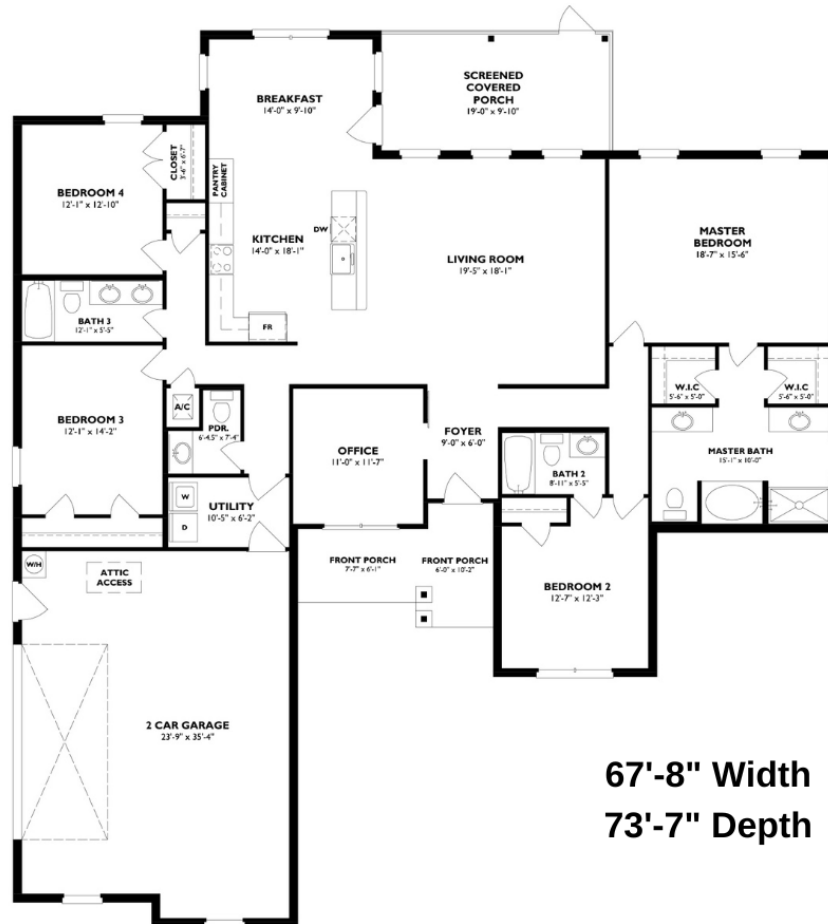 SCREENED
COVERED
PORCH
19'-0" x 9'-10"
BREAKFAST
14'-0" x 9'-10"
CLOSET
3'-6" x 6'-7"
PANTRY
CABINET
BEDROOM 4
12'-1" x 12'-10"
DW
KITCHEN
14'-0" x 18'-1"
LIVING ROOM
19'-5" x 18'-1"
MASTER
BEDROOM
18'-7" x 15'-6"
BATH 3
12'-1" x 5'-5"
FR
W.I.C
5'-6" x 5'-0"
W.I.C
5'-6" x 5'-0"
A/C
BEDROOM 3
12'-1" x 14'-2"
PDR.
6'-4.5" x 7'-4"
OFFICE
11'-0" x 11'-7"
FOYER
9'-0" x 6'-0"
BATH 2
8'-11" x 5'-5"
MASTER BATH
15'-1" x 10'-0"
W
D
UTILITY
10'-5" x 6'-2"
W/H
ATTIC
ACCESS
FRONT PORCH
7'-7" x 6'-1"
FRONT PORCH
6'-0" x 10'-2"
BEDROOM 2
12'-7" x 12'-3"
2 CAR GARAGE
23'-9" x 35'-4"
67'-8" Width
73'-7" Depth